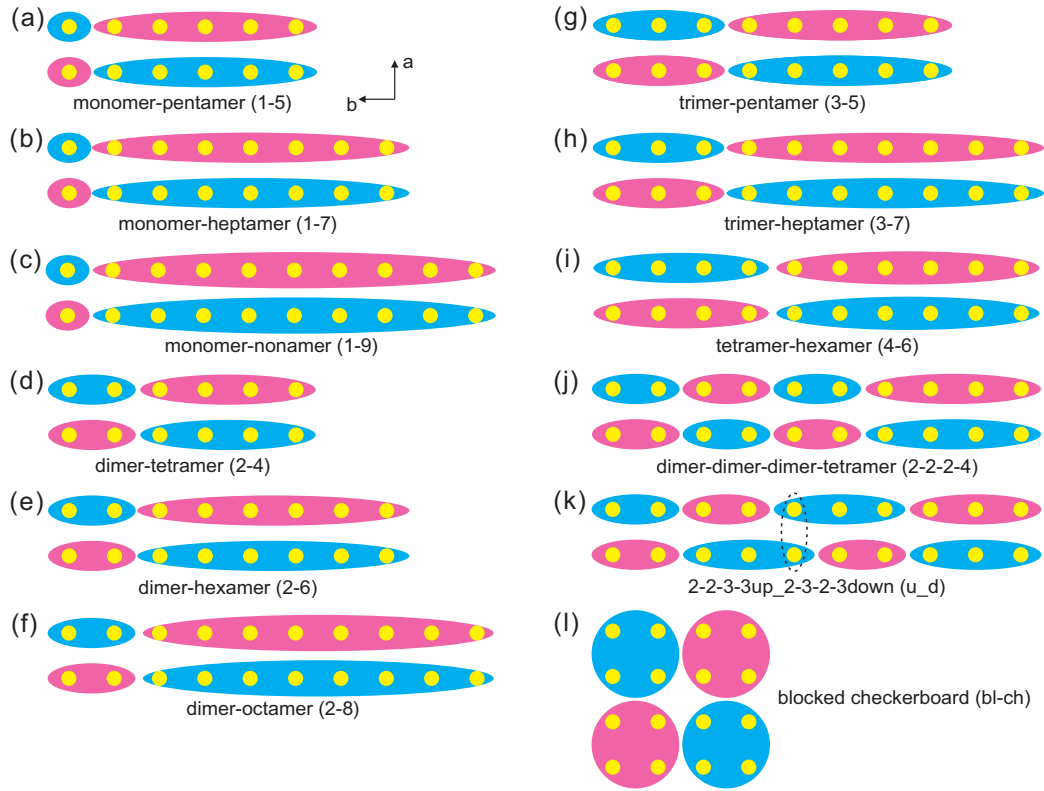 (a)
a
b
monomer-pentamer (1-5)
(b)
monomer-heptamer (1-7)
(c)
monomer-nonamer (1-9)
(d)
dimer-tetramer (2-4)
(e)
dimer-hexamer (2-6)
(f)
dimer-octamer (2-8)
(g)
trimer-pentamer (3-5)
(h)
trimer-heptamer (3-7)
(i)
tetramer-hexamer (4-6)
(j)
dimer-dimer-dimer-tetramer (2-2-2-4)
(k)
2-2-3-3up_2-3-2-3down (u_d)
(l)
blocked checkerboard (bl-ch)